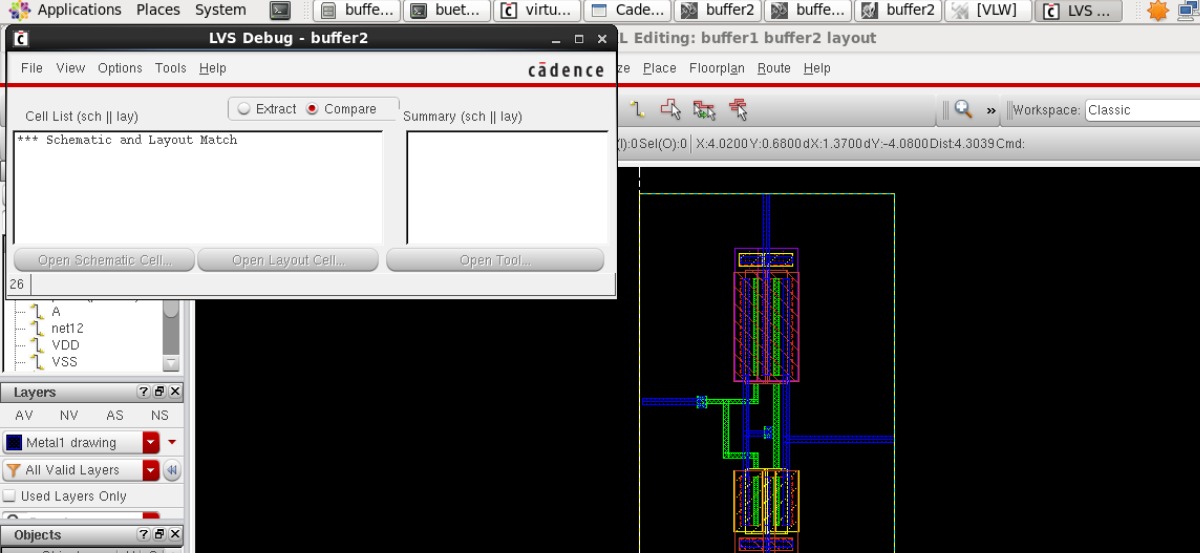 Applications Places System buffe... buet... virtu... Cade... buffer2 buffe... buffer2 [VLW] LVS ...
LVS Debug - buffer2
L Editing: buffer1 buffer2 layout
File View Options Tools Help
cādence
ze Place Floorplan Route Help
Extract Compare
Cell List (sch || lay)
Summary (sch || lay)
» Workspace: Classic
*** Schematic and Layout Match
(I):0 Sel(O):0 X:4.0200 Y:0.6800 dX:1.3700 dY:-4.0800 Dist:4.3039 Cmd:
Open Schematic Cell... Open Layout Cell... Open Tool...
26
A
net12
VDD
VSS
Layers
AV NV AS NS
Metal1 drawing
All Valid Layers
Used Layers Only
Objects